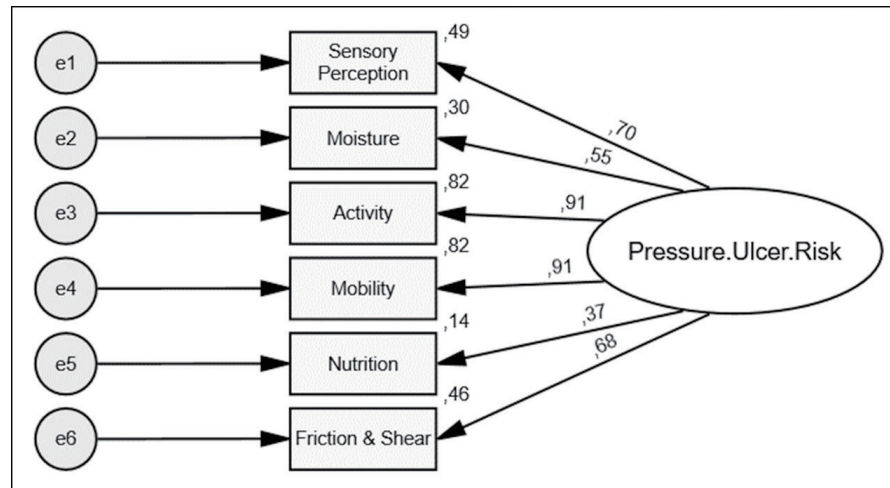 ,49
e1
Sensory
Perception
,70
,30
e2
Moisture
,55
,82
e3
Activity
,91
Pressure.Ulcer.Risk
,82
e4
Mobility
,91
,14
e5
Nutrition
,37
,46
e6
Friction & Shear
,68